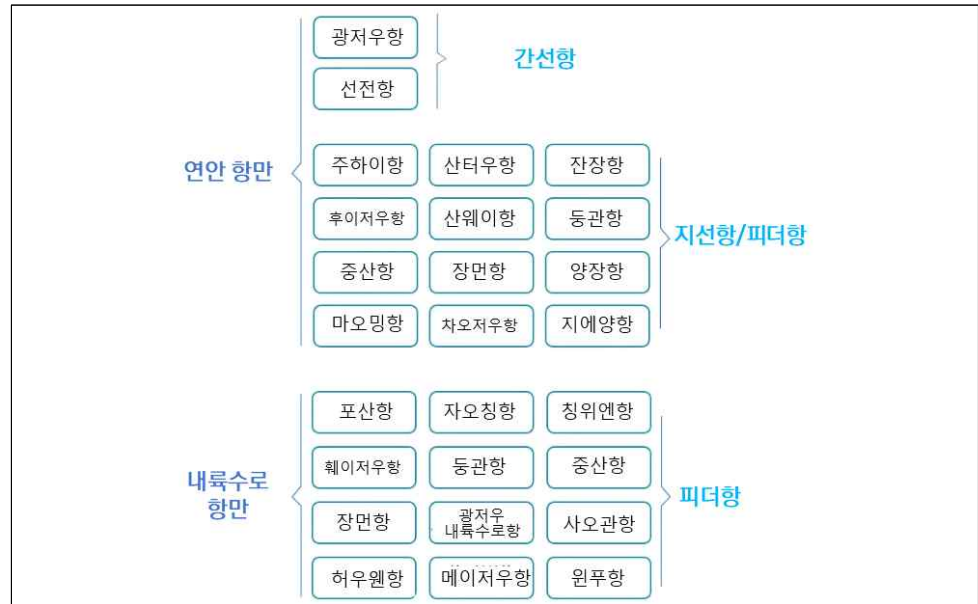 광저우항
선전항
간선항
연안 항만
주하이항 산터우항 잔장항
후이저우항 산웨이항 둥관항
중산항 장먼항 양장항
마오밍항 차오저우항 지에양항
지선항/피더항
내륙수로
항만
포산항 자오칭항 칭위엔항
훼이저우항 둥관항 중산항
장먼항 광저우
내륙수로항 사오관항
허우웬항 메이저우항 윈푸항
피더항